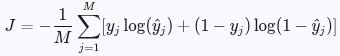 J = −\frac{1}{M} \sum_{j=1}^{M} [y_j \log(\hat{y}_j) + (1 − y_j) \log(1 − \hat{y}_j)]